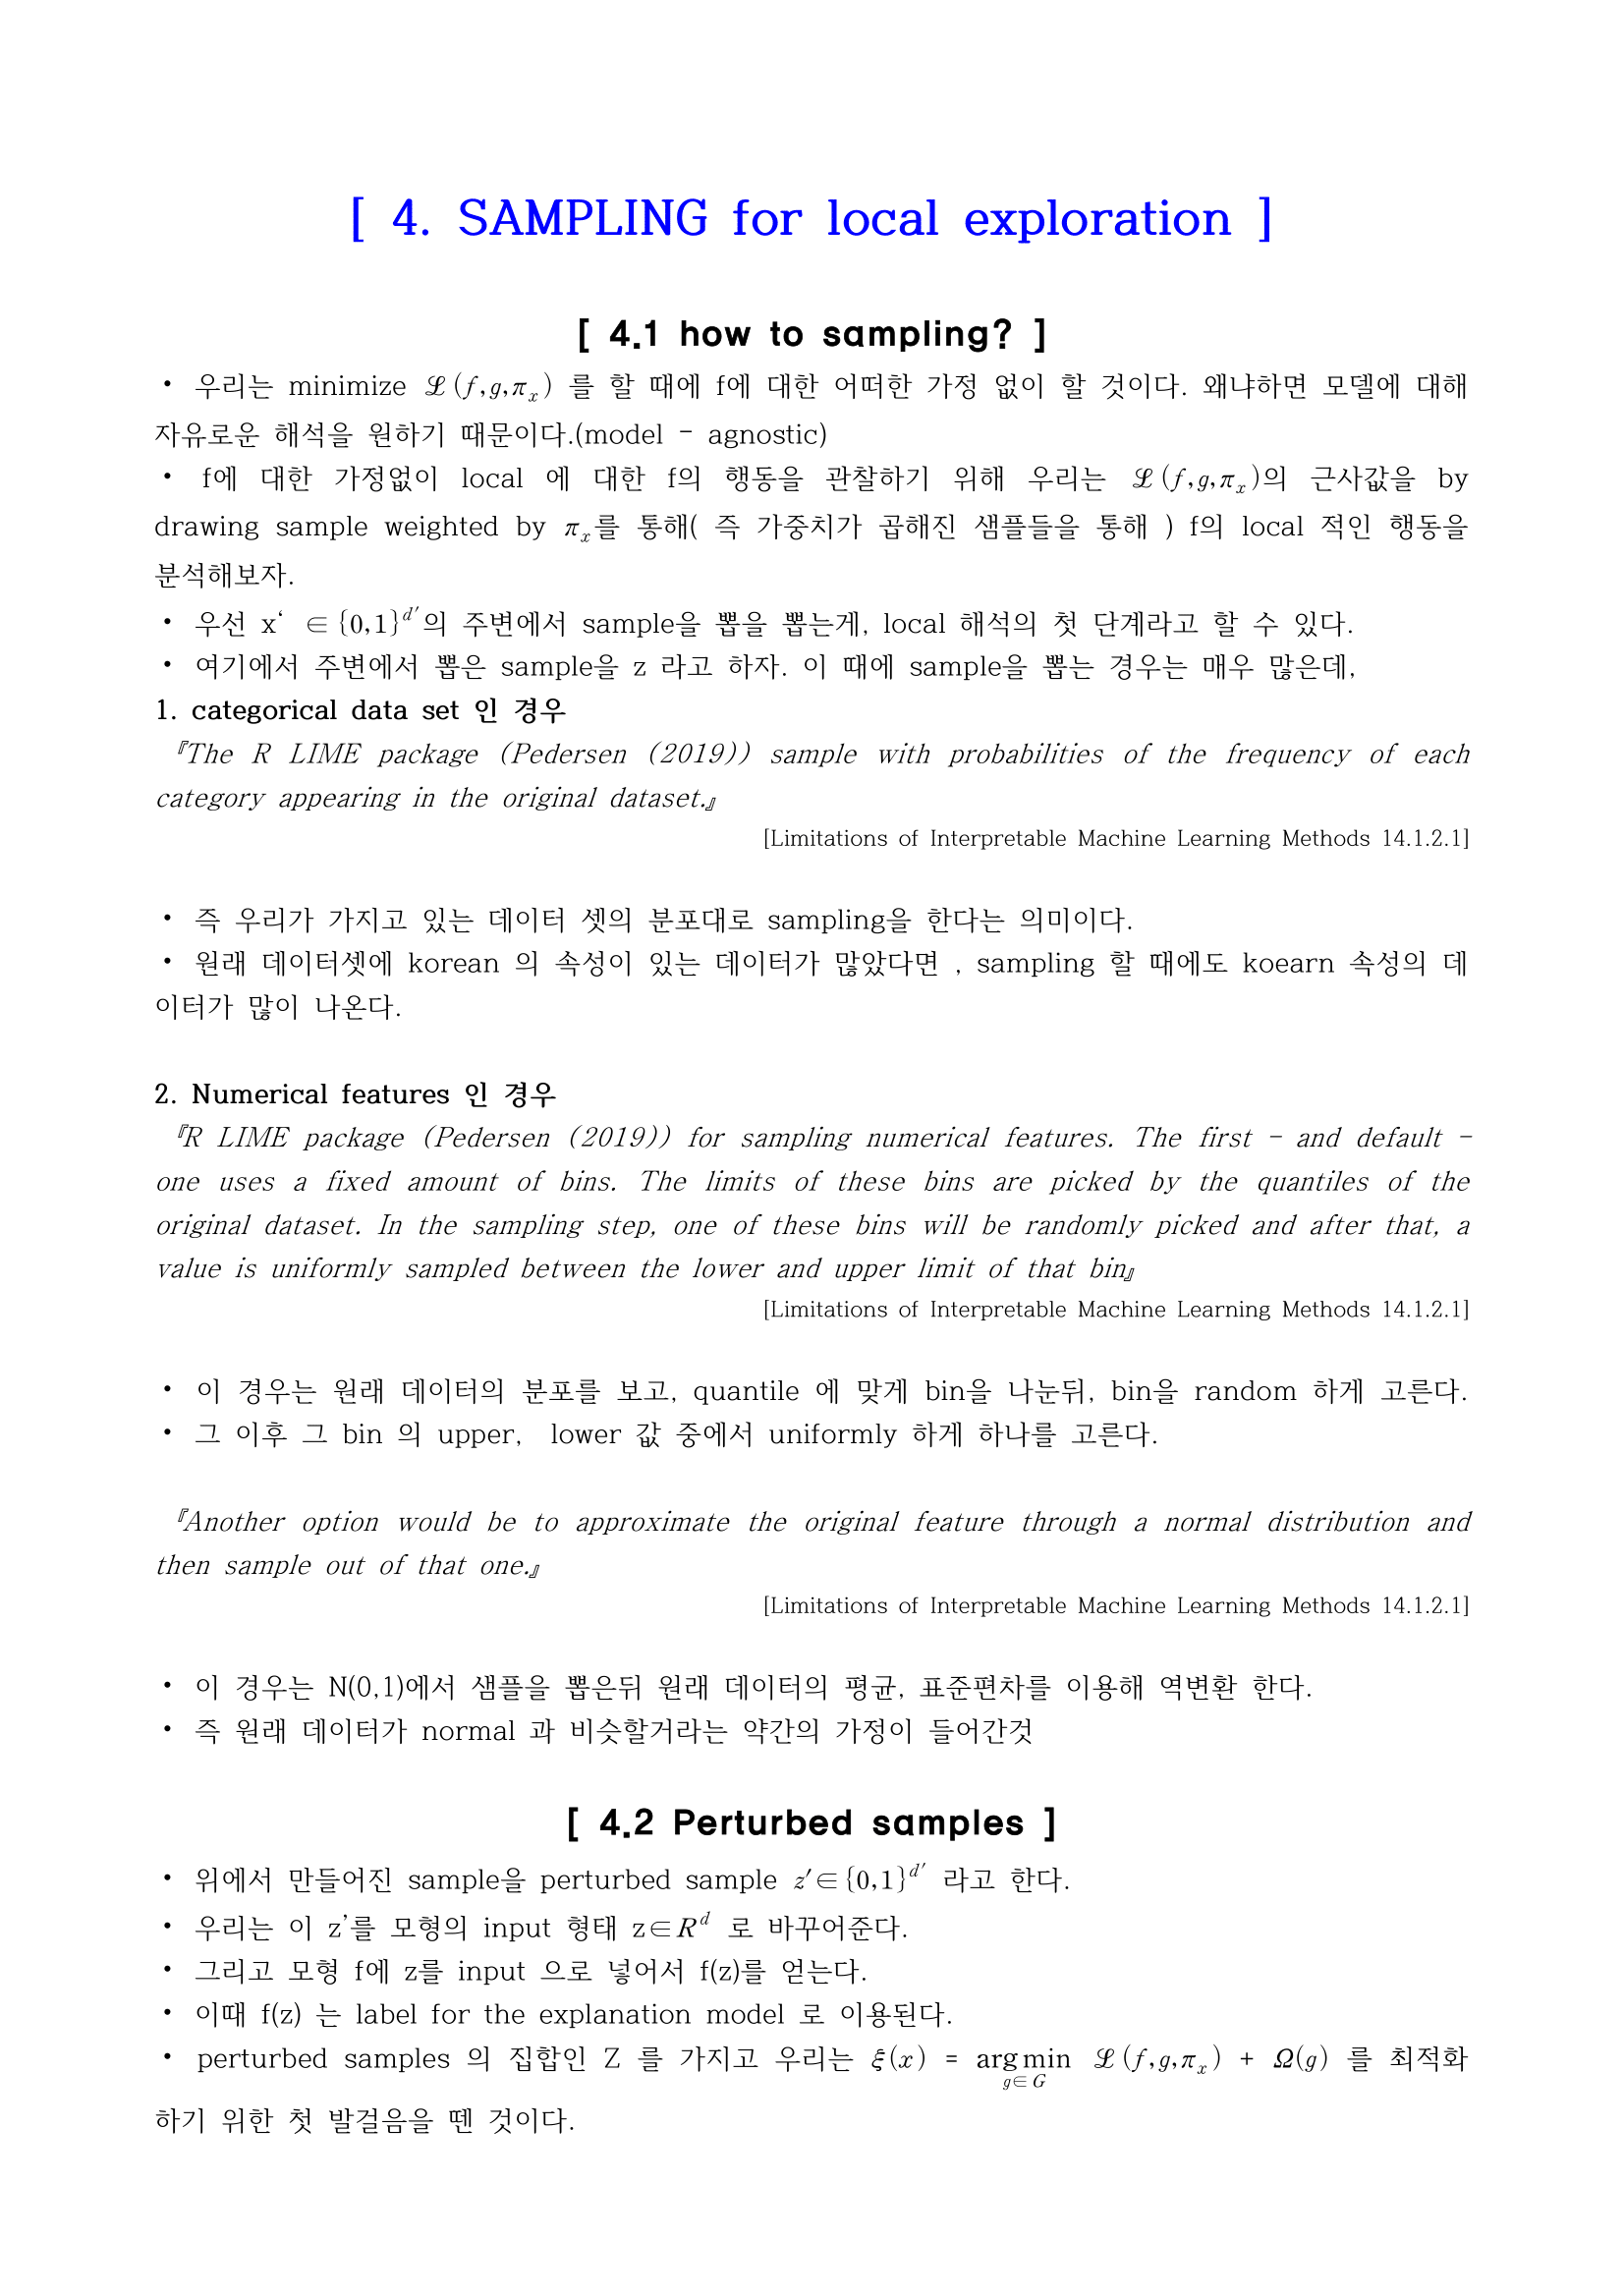 [ 4. SAMPLING for local exploration ]
[ 4.1 how to sampling? ]
• 우리는 minimize ℒ(f,g,πₓ) 를 할 때에 f에 대한 어떠한 가정 없이 할 것이다. 왜냐하면 모델에 대해
자유로운 해석을 원하기 때문이다.(model - agnostic)
• f에 대한 가정없이 local 에 대한 f의 행동을 관찰하기 위해 우리는 ℒ(f,g,πₓ)의 근사값을 by
drawing sample weighted by πₓ를 통해( 즉 가중치가 곱해진 샘플들을 통해 ) f의 local 적인 행동을
분석해보자.
• 우선 x‘ ∈{0,1}^{d′}의 주변에서 sample을 뽑을 뽑는게, local 해석의 첫 단계라고 할 수 있다.
• 여기에서 주변에서 뽑은 sample을 z 라고 하자. 이 때에 sample을 뽑는 경우는 매우 많은데,
1. categorical data set 인 경우
『The R LIME package (Pedersen (2019)) sample with probabilities of the frequency of each
category appearing in the original dataset.』
[Limitations of Interpretable Machine Learning Methods 14.1.2.1]
• 즉 우리가 가지고 있는 데이터 셋의 분포대로 sampling을 한다는 의미이다.
• 원래 데이터셋에 korean 의 속성이 있는 데이터가 많았다면 , sampling 할 때에도 koearn 속성의 데
이터가 많이 나온다.
2. Numerical features 인 경우
『R LIME package (Pedersen (2019)) for sampling numerical features. The first - and default -
one uses a fixed amount of bins. The limits of these bins are picked by the quantiles of the
original dataset. In the sampling step, one of these bins will be randomly picked and after that, a
value is uniformly sampled between the lower and upper limit of that bin』
[Limitations of Interpretable Machine Learning Methods 14.1.2.1]
• 이 경우는 원래 데이터의 분포를 보고, quantile 에 맞게 bin을 나눈뒤, bin을 random 하게 고른다.
• 그 이후 그 bin 의 upper, lower 값 중에서 uniformly 하게 하나를 고른다.
『Another option would be to approximate the original feature through a normal distribution and
then sample out of that one.』
[Limitations of Interpretable Machine Learning Methods 14.1.2.1]
• 이 경우는 N(0,1)에서 샘플을 뽑은뒤 원래 데이터의 평균, 표준편차를 이용해 역변환 한다.
• 즉 원래 데이터가 normal 과 비슷할거라는 약간의 가정이 들어간것
[ 4.2 Perturbed samples ]
• 위에서 만들어진 sample을 perturbed sample z′∈{0,1}^{d′} 라고 한다.
• 우리는 이 z’를 모형의 input 형태 z∈R^d 로 바꾸어준다.
• 그리고 모형 f에 z를 input 으로 넣어서 f(z)를 얻는다.
• 이때 f(z) 는 label for the explanation model 로 이용된다.
• perturbed samples 의 집합인 Z 를 가지고 우리는 ξ(x) = arg min_{g∈G} ℒ(f,g,πₓ) + Ω(g) 를 최적화
하기 위한 첫 발걸음을 뗀 것이다.